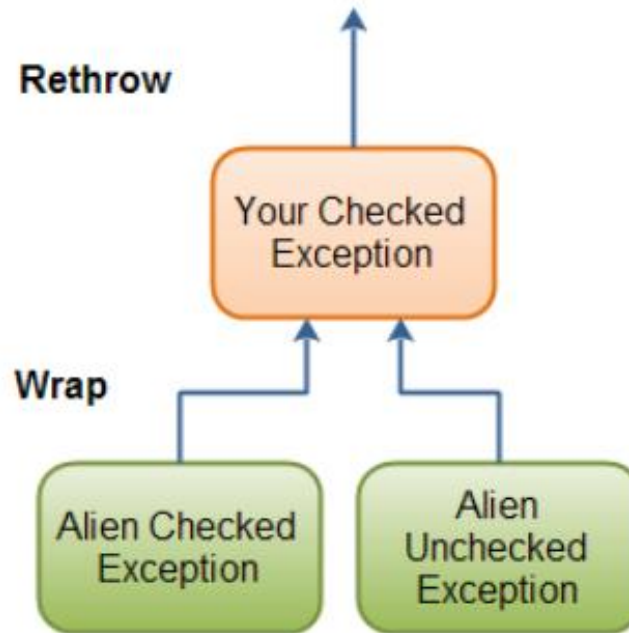 Rethrow
Your Checked
Exception
Wrap
Alien Checked
Exception
Alien
Unchecked
Exception